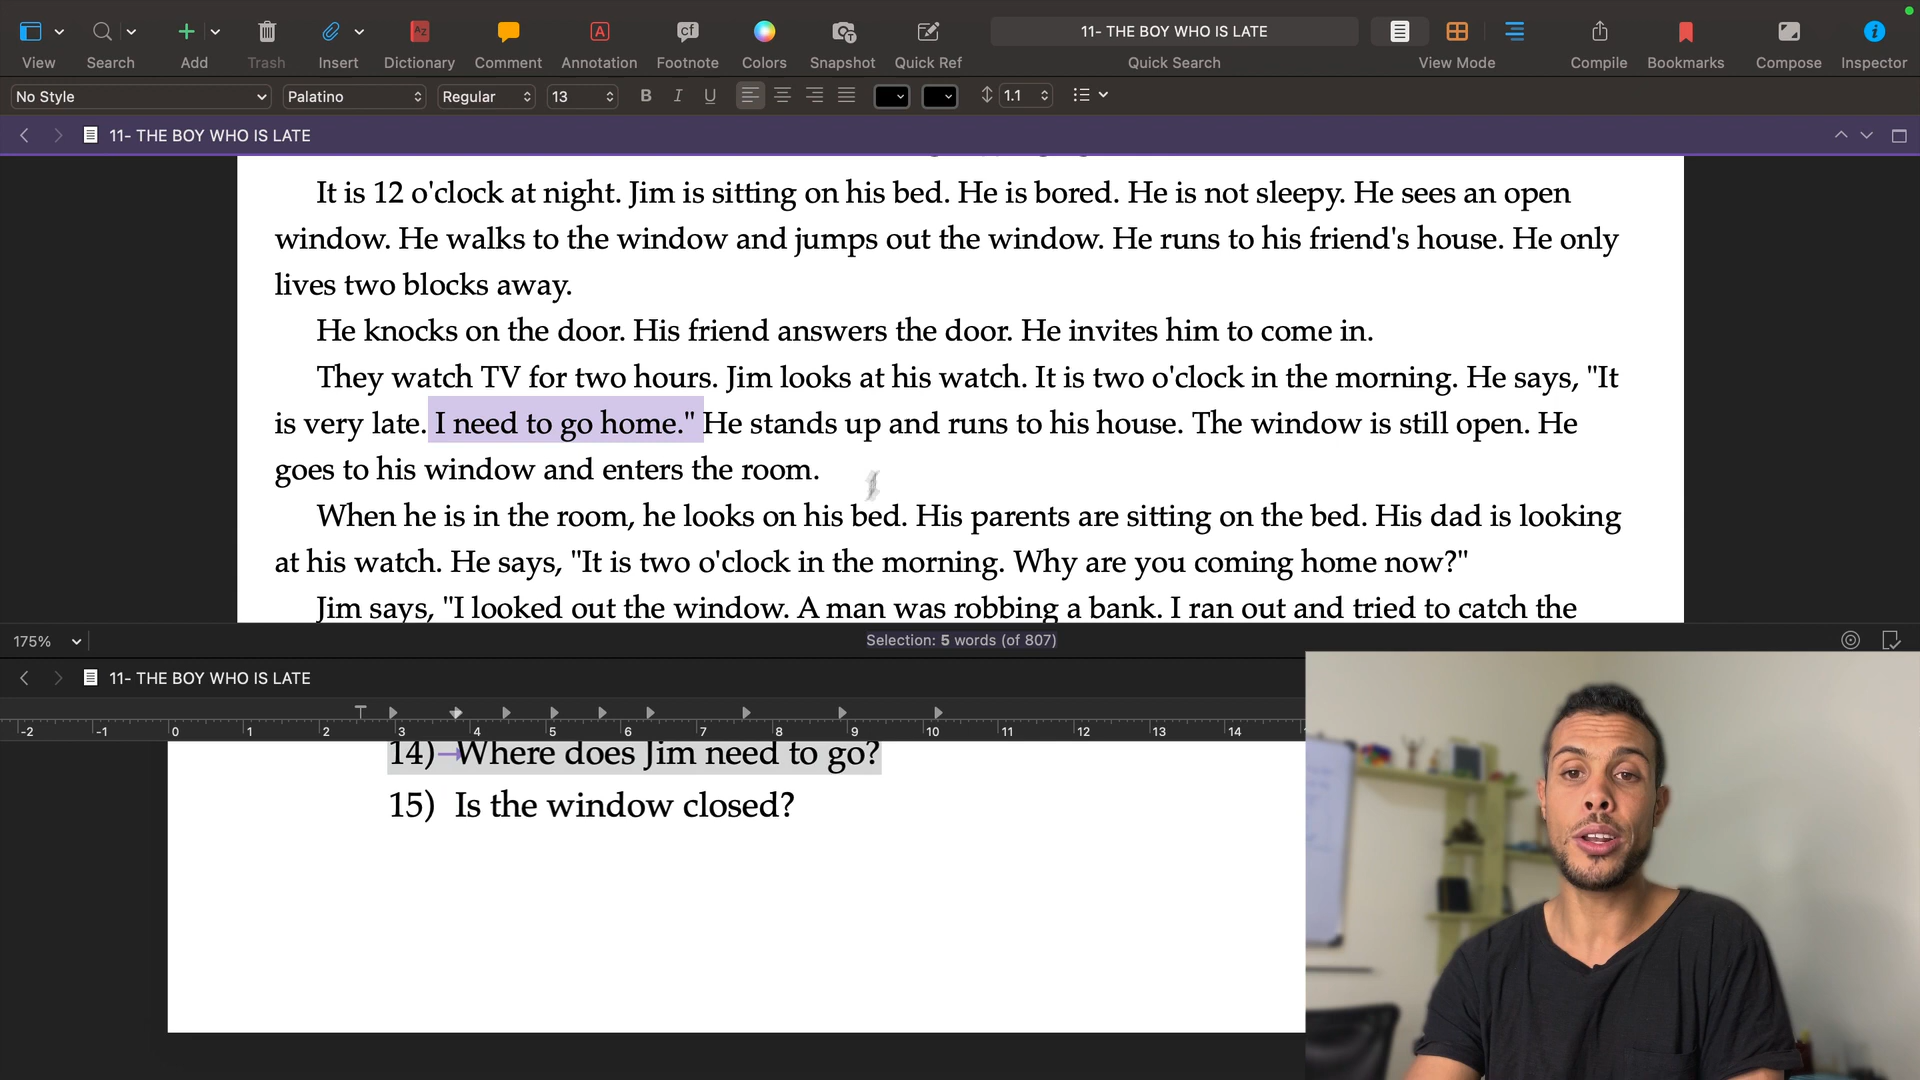 View Search Add Trash Insert Dictionary Comment Annotation Footnote Colors Snapshot Quick Ref
11- THE BOY WHO IS LATE
Quick Search View Mode Compile Bookmarks Compose Inspector
No Style Palatino Regular 13 B I U 1.1
11- THE BOY WHO IS LATE
It is 12 o'clock at night. Jim is sitting on his bed. He is bored. He is not sleepy. He sees an open
window. He walks to the window and jumps out the window. He runs to his friend's house. He only
lives two blocks away.
He knocks on the door. His friend answers the door. He invites him to come in.
They watch TV for two hours. Jim looks at his watch. It is two o'clock in the morning. He says, "It
is very late. I need to go home." He stands up and runs to his house. The window is still open. He
goes to his window and enters the room.
When he is in the room, he looks on his bed. His parents are sitting on the bed. His dad is looking
at his watch. He says, "It is two o'clock in the morning. Why are you coming home now?"
Jim says, "I looked out the window. A man was robbing a bank. I ran out and tried to catch the
175% Selection: 5 words (of 807)
11- THE BOY WHO IS LATE
-2 -1 0 1 2 3 4 5 6 7 8 9 10 11 12 13 14
14) Where does Jim need to go?
15) Is the window closed?